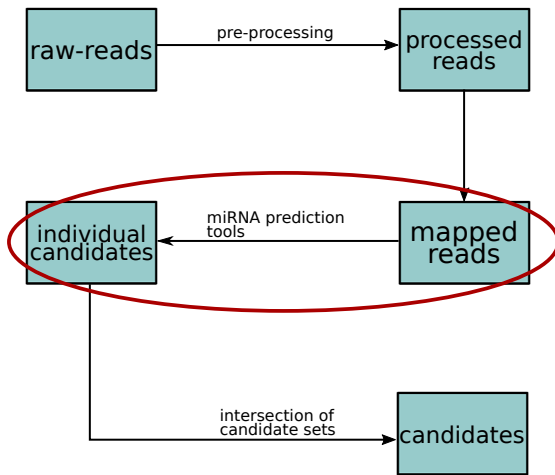 raw-reads
pre-processing
processed
reads
individual
candidates
miRNA prediction
tools
mapped
reads
intersection of
candidate sets
candidates